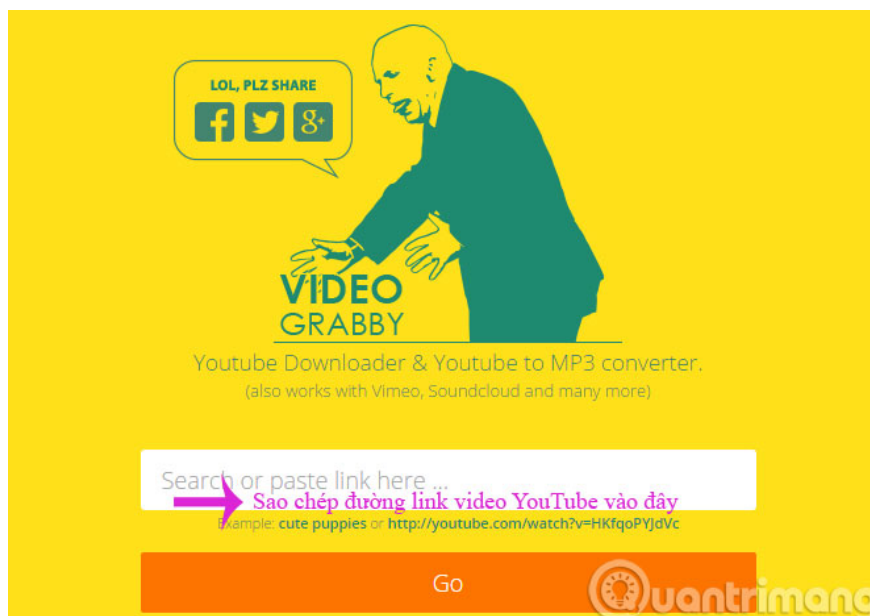 LOL, PLZ SHARE
VIDEO
GRABBY
Youtube Downloader & Youtube to MP3 converter.
(also works with Vimeo, Soundcloud and many more)
Search or paste link here ...
Sao chép đường link video YouTube vào đây
Example: cute puppies or http://youtube.com/watch?v=HKfqoPYJdVc
Go
Quantrimang